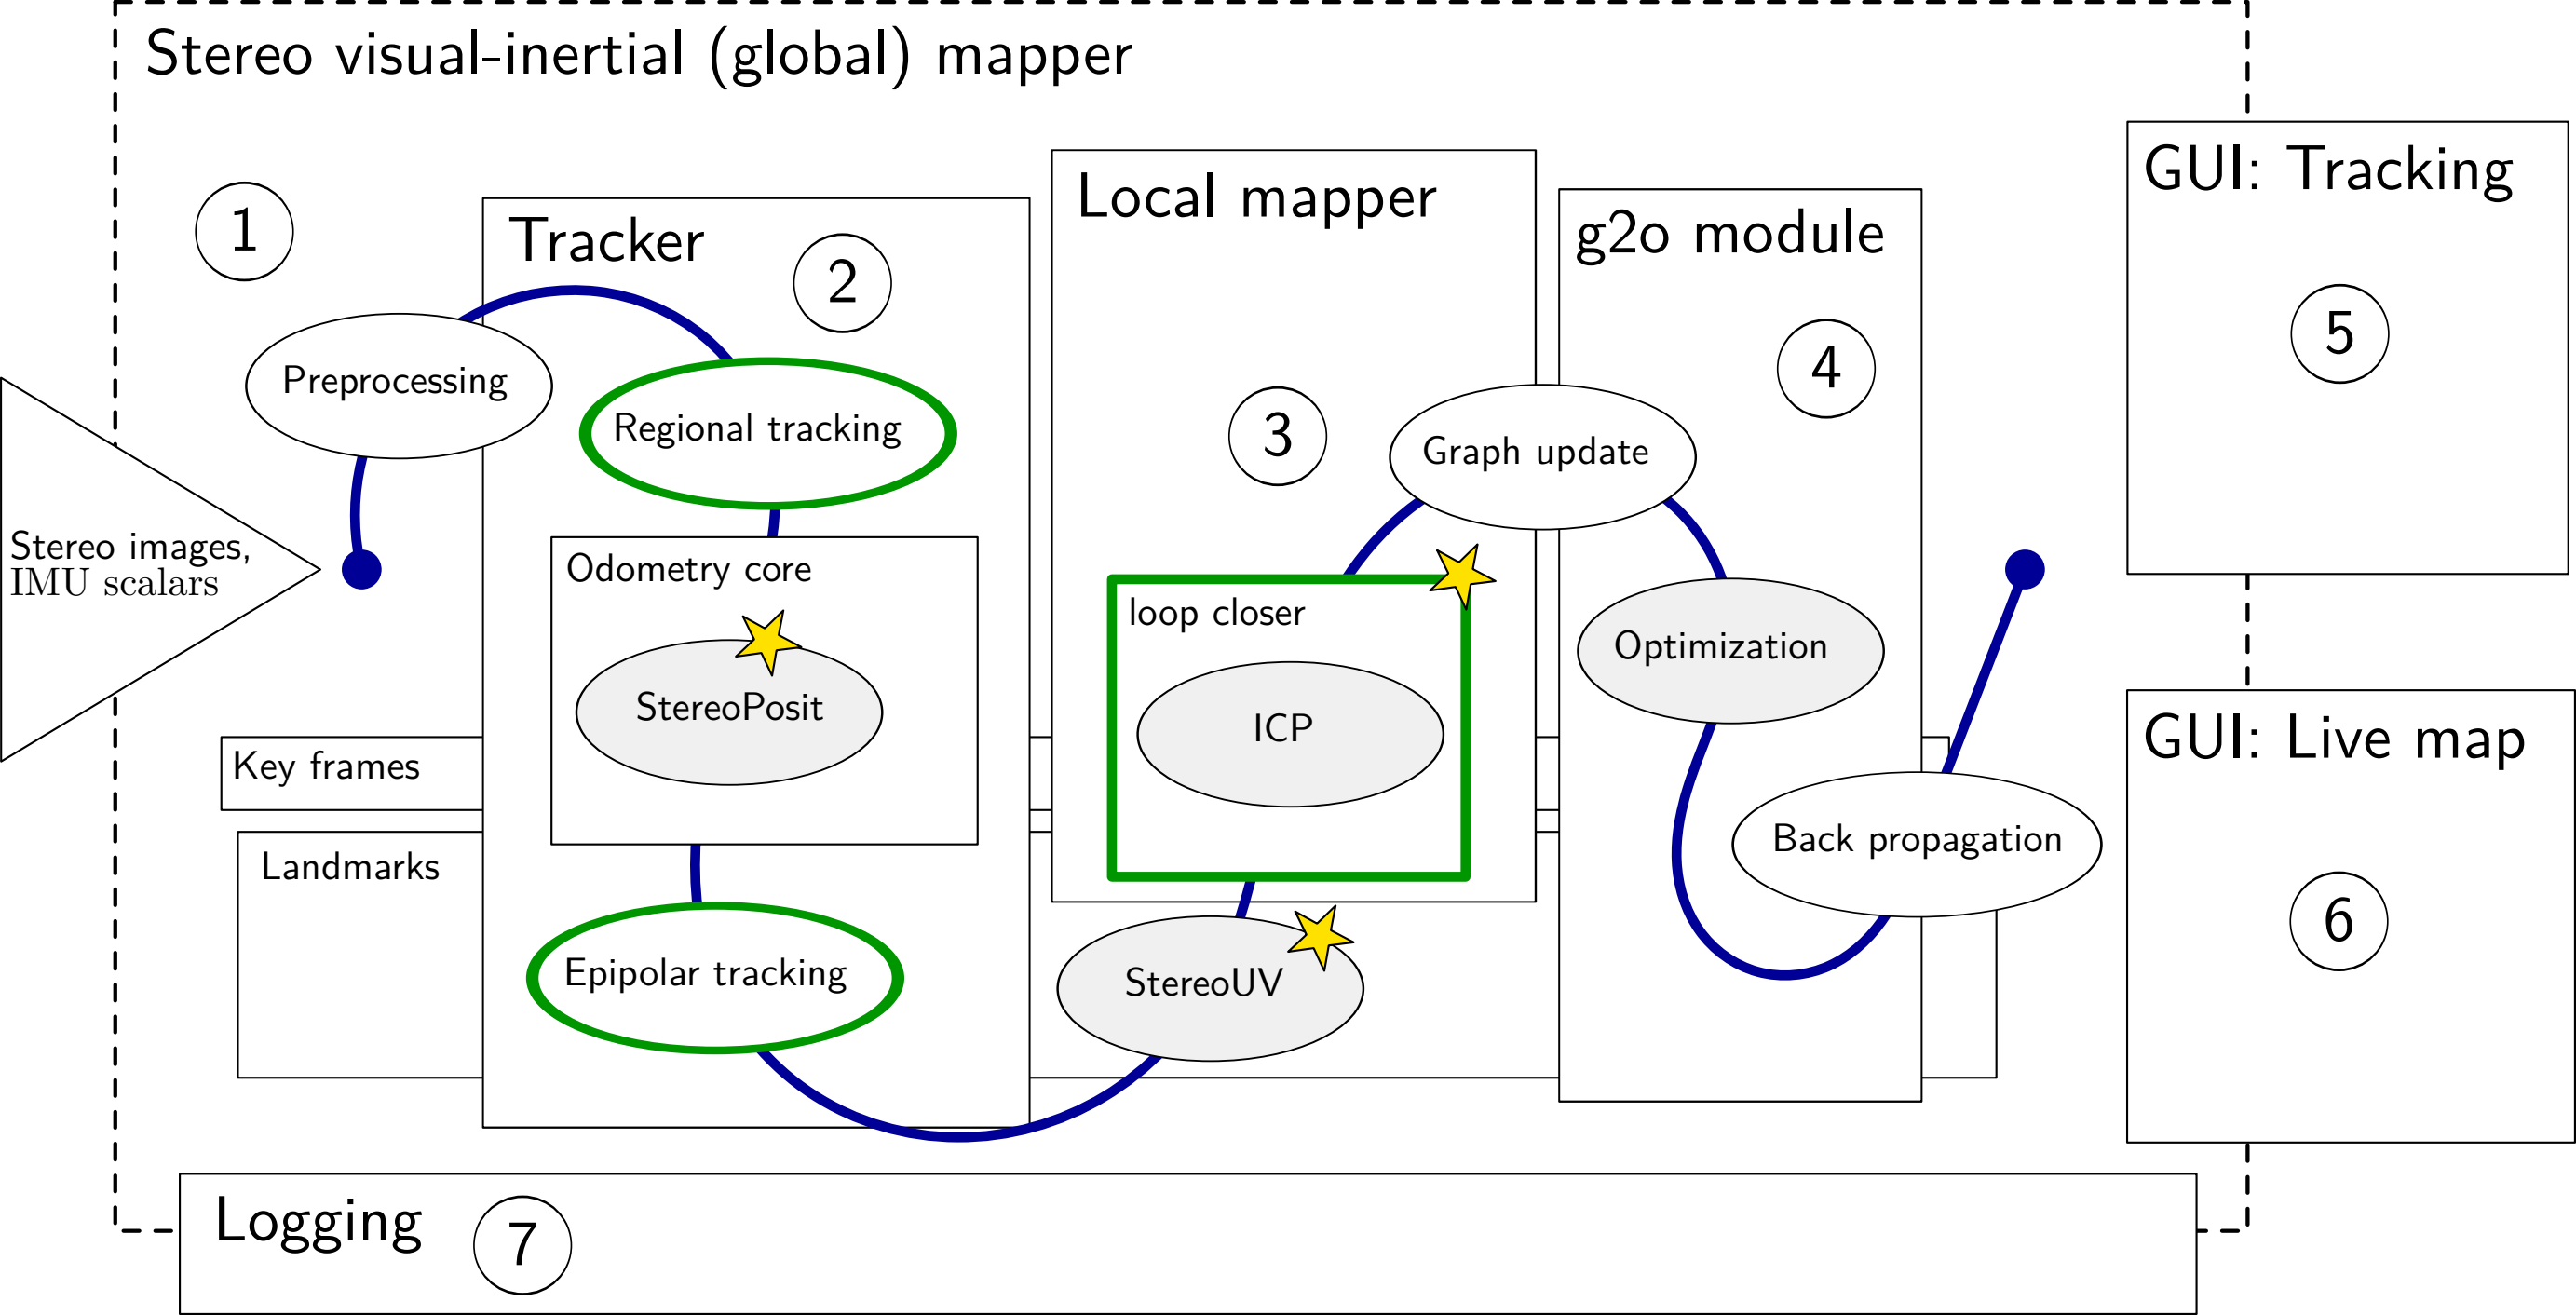 Stereo visual-inertial (global) mapper
1
Stereo images,
IMU scalars
Preprocessing
Tracker
2
Regional tracking
Odometry core
StereoPosit
Epipolar tracking
Key frames
Landmarks
Local mapper
3
loop closer
ICP
StereoUV
Graph update
g2o module
4
Optimization
Back propagation
GUI: Tracking
5
GUI: Live map
6
Logging
7